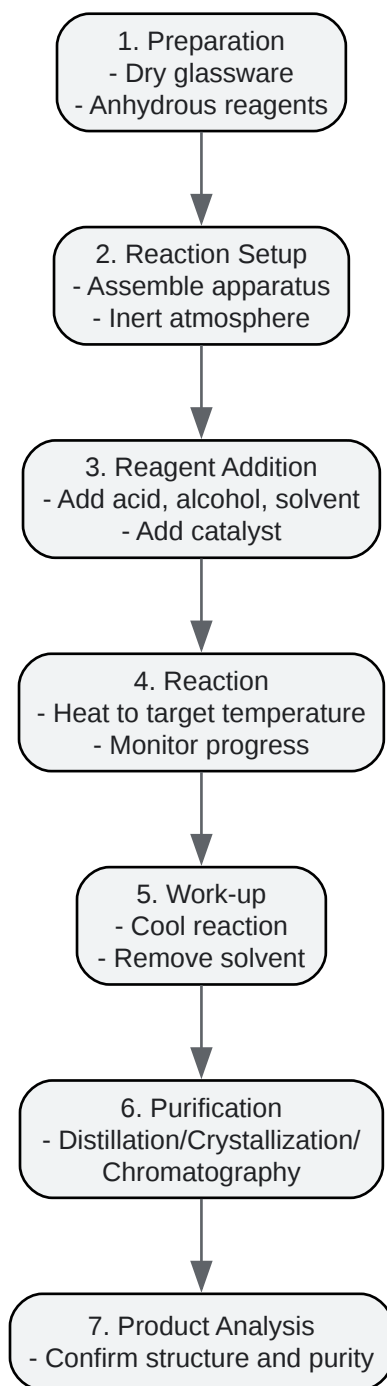 1. Preparation
- Dry glassware
- Anhydrous reagents
2. Reaction Setup
- Assemble apparatus
- Inert atmosphere
3. Reagent Addition
- Add acid, alcohol, solvent
- Add catalyst
4. Reaction
- Heat to target temperature
- Monitor progress
5. Work-up
- Cool reaction
- Remove solvent
6. Purification
- Distillation/Crystallization/
Chromatography
7. Product Analysis
- Confirm structure and purity